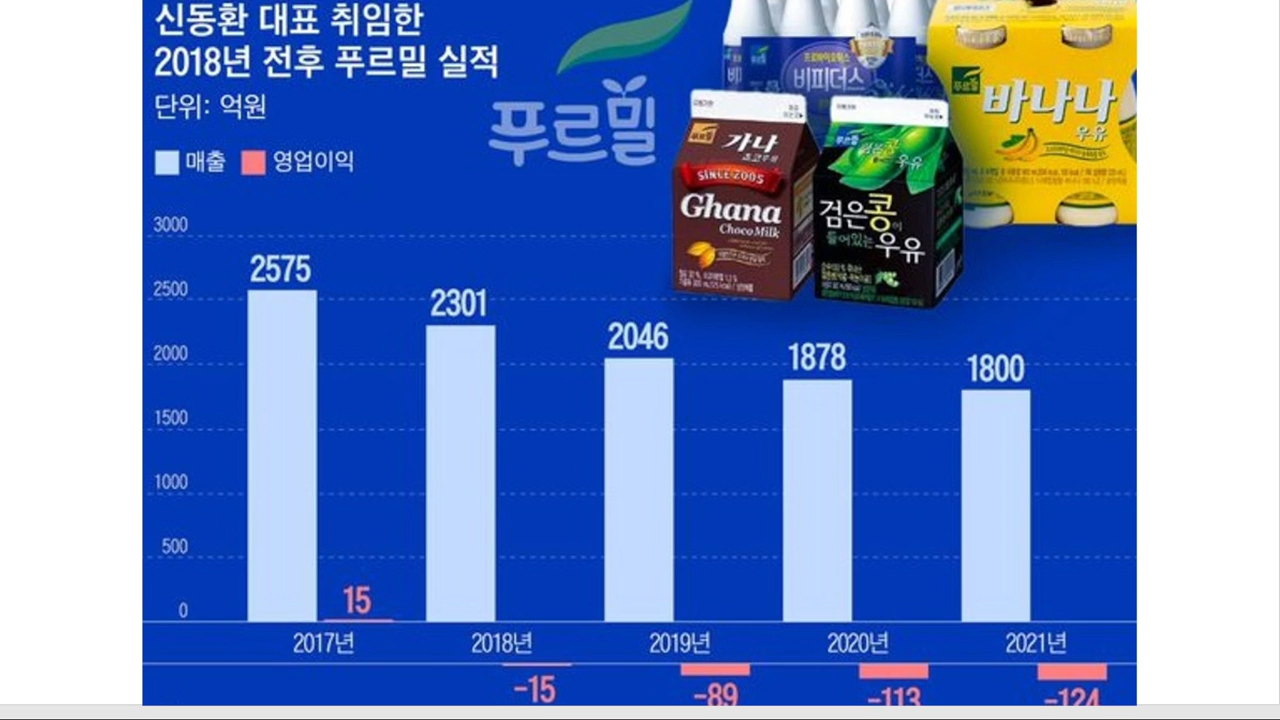 신동환 대표 취임한
2018년 전후 푸르밀 실적
단위: 억원
매출 영업이익
푸르밀
비피더스
바나나
우유
가나
초코우유
SINCE 2005
Ghana
Choco Milk
검은콩이
들어있는
우유
3000
2500
2000
1500
1000
500
0
2575
2301
2046
1878
1800
15
2017년 2018년 2019년 2020년 2021년
-15
-89
-113
-124